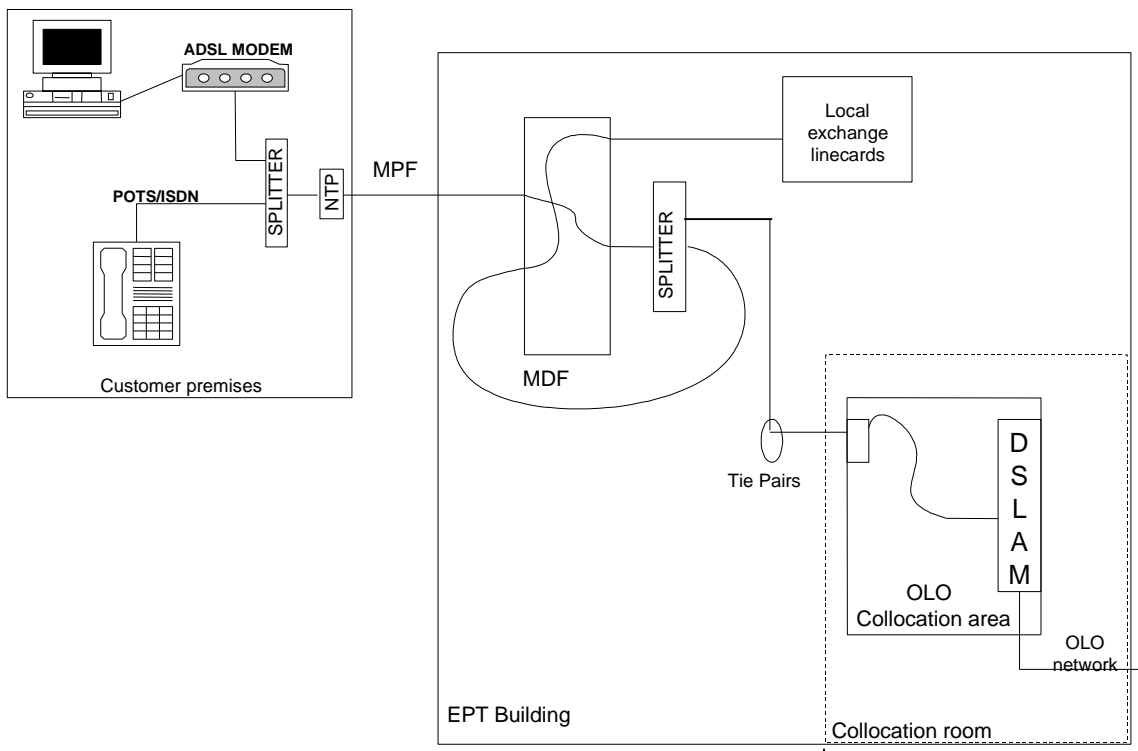 ADSL MODEM
SPLITTER
NTP
POTS/ISDN
Customer premises
MPF
MDF
SPLITTER
Local
exchange
linecards
Tie Pairs
D
S
L
A
M
OLO
Collocation area
OLO
network
EPT Building
Collocation room